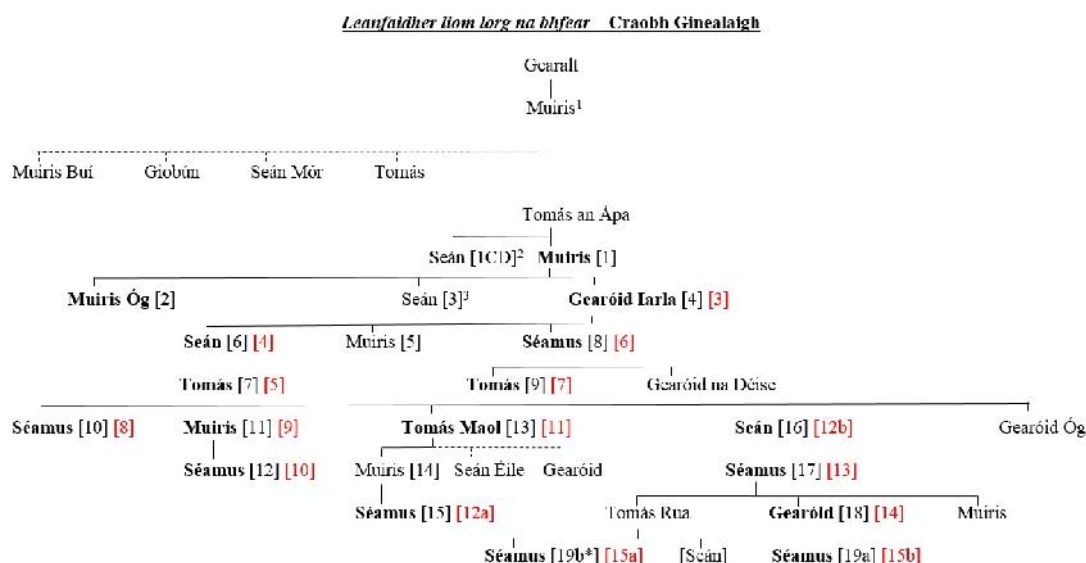 Leanfaidher liom lorg na bhfear Craobh Ginealaigh
Gearalt
Muiris¹
Muiris Buí Giobún Seán Mór Tomás
Tomás an Ápa
Seán [1CD]² Muiris [1]
Muiris Óg [2] Seán [3]³ Gearóid Iarla [4] [3]
Seán [6] [4] Muiris [5] Séamus [8] [6]
Tomás [7] [5] Tomás [9] [7] Gearóid na Déise
Séamus [10] [8] Muiris [11] [9] Tomás Maol [13] [11] Seán [16] [12b] Gearóid Óg
Séamus [12] [10] Muiris [14] Seán Éile Gearóid Séamus [17] [13]
Séamus [15] [12a] Tomás Rua Gearóid [18] [14] Muiris
Séamus [19b*] [15a] [Seán] Séamus [19a] [15b]